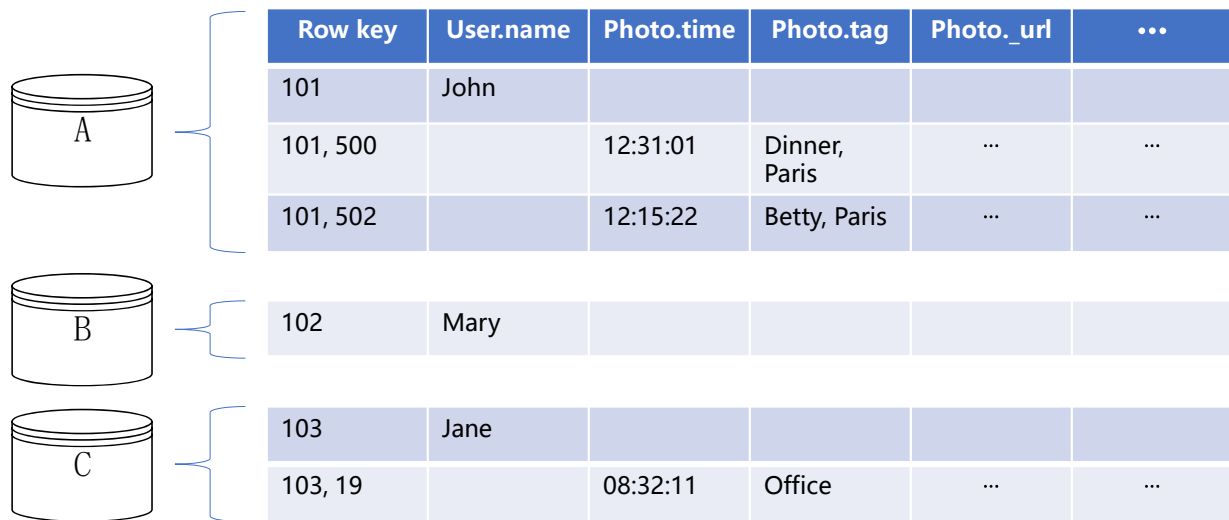 Row key User.name Photo.time Photo.tag Photo._url •••
A
101 John
101, 500 12:31:01 Dinner, Paris ··· ···
101, 502 12:15:22 Betty, Paris ··· ···
B
102 Mary
C
103 Jane
103, 19 08:32:11 Office ··· ···